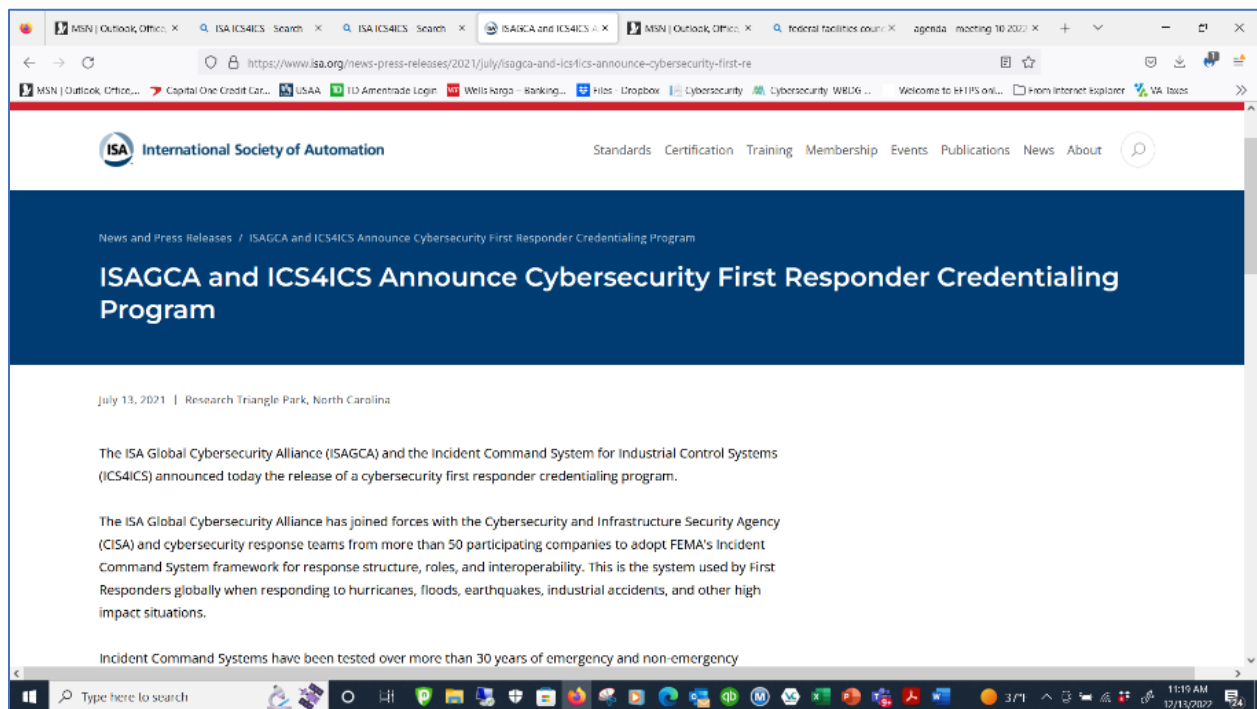 MSN | Outlook, Office, ISA ICS4ICS - Search ISA ICS4ICS - Search ISAGCA and ICS4ICS A MSN | Outlook, Office, federal facilities counc agenda meeting 10 2022
https://www.isa.org/news-press-releases/2021/july/isagca-and-ics4ics-announce-cybersecurity-first-re
MSN | Outlook, Office,... Capital One Credit Car... USAA TD Ameritrade Login Wells Fargo – Banking... Files - Dropbox Cybersecurity Cybersecurity WBDG ... Welcome to EFTPS onl... From Internet Explorer VA Taxes
ISA International Society of Automation Standards Certification Training Membership Events Publications News About
News and Press Releases / ISAGCA and ICS4ICS Announce Cybersecurity First Responder Credentialing Program
ISAGCA and ICS4ICS Announce Cybersecurity First Responder Credentialing
Program
July 13, 2021 | Research Triangle Park, North Carolina
The ISA Global Cybersecurity Alliance (ISAGCA) and the Incident Command System for Industrial Control Systems
(ICS4ICS) announced today the release of a cybersecurity first responder credentialing program.
The ISA Global Cybersecurity Alliance has joined forces with the Cybersecurity and Infrastructure Security Agency
(CISA) and cybersecurity response teams from more than 50 participating companies to adopt FEMA's Incident
Command System framework for response structure, roles, and interoperability. This is the system used by First
Responders globally when responding to hurricanes, floods, earthquakes, industrial accidents, and other high
impact situations.
Incident Command Systems have been tested over more than 30 years of emergency and non-emergency
Type here to search 37°F 11:19 AM
12/13/2022 24